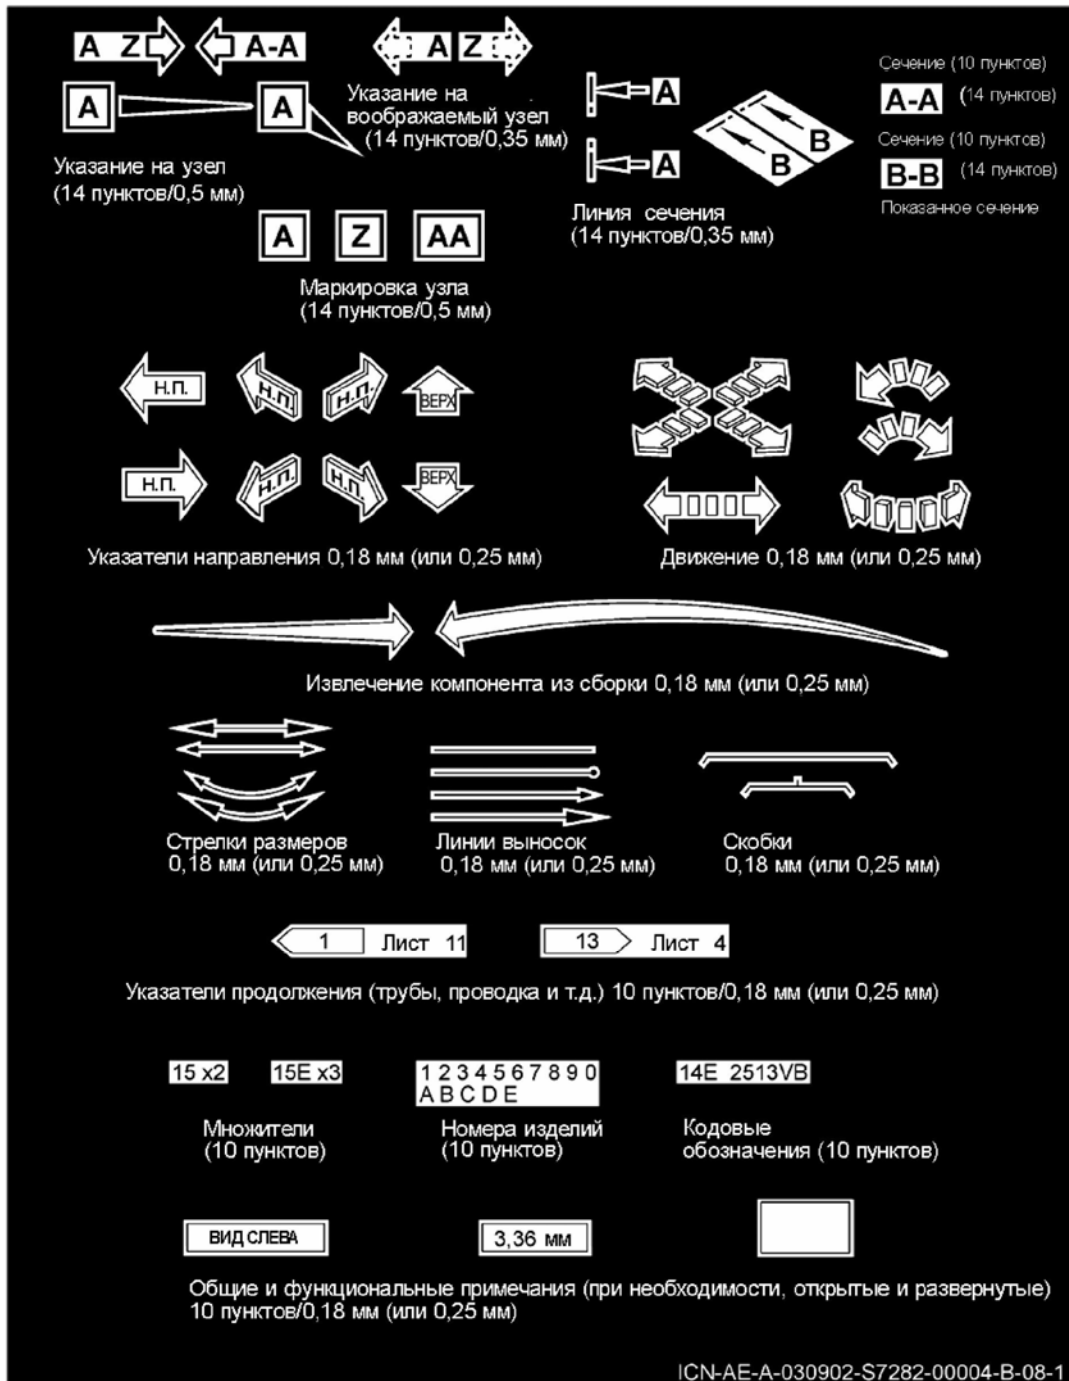 A Z
A-A
A Z
A
A
Указание на
воображаемый узел
(14 пунктов/0,35 мм)
Указание на узел
(14 пунктов/0,5 мм)
A
A
B
B
Линия сечения
(14 пунктов/0,35 мм)
Сечение (10 пунктов)
A-A (14 пунктов)
Сечение (10 пунктов)
B-B (14 пунктов)
Показанное сечение
A Z AA
Маркировка узла
(14 пунктов/0,5 мм)
Н.П. Н.П. Н.П. ВЕРХ
Н.П. Н.П. Н.П. ВЕРХ
Указатели направления 0,18 мм (или 0,25 мм)
Движение 0,18 мм (или 0,25 мм)
Извлечение компонента из сборки 0,18 мм (или 0,25 мм)
Стрелки размеров
0,18 мм (или 0,25 мм)
Линии выносок
0,18 мм (или 0,25 мм)
Скобки
0,18 мм (или 0,25 мм)
1 Лист 11
13 Лист 4
Указатели продолжения (трубы, проводка и т.д.) 10 пунктов/0,18 мм (или 0,25 мм)
15 x2
15E x3
1 2 3 4 5 6 7 8 9 0
A B C D E
14E 2513VB
Множители
(10 пунктов)
Номера изделий
(10 пунктов)
Кодовые
обозначения (10 пунктов)
ВИД СЛЕВА
3,36 мм
Общие и функциональные примечания (при необходимости, открытые и развернутые)
10 пунктов/0,18 мм (или 0,25 мм)
ICN-AE-A-030902-S7282-00004-B-08-1